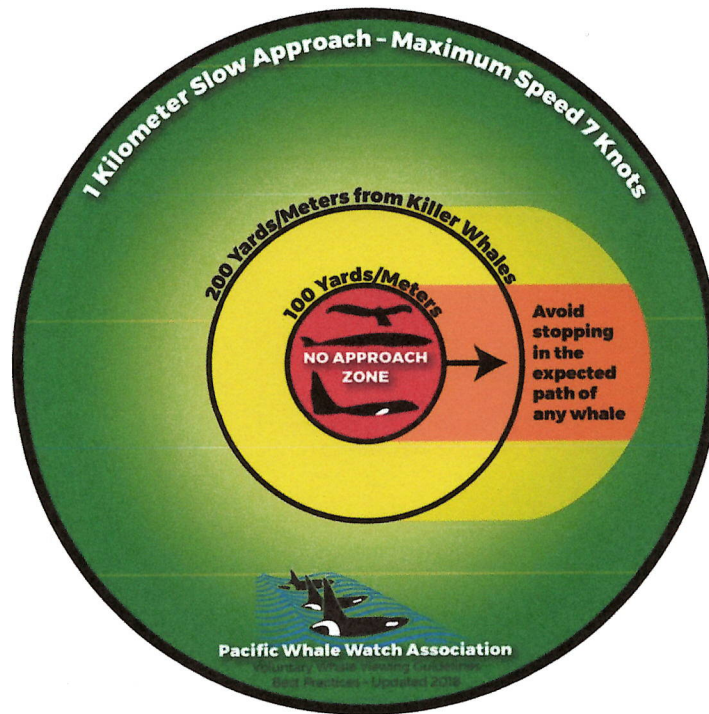 1 Kilometer Slow Approach - Maximum Speed 7 Knots
200 Yards/Meters from Killer Whales
100 Yards/Meters
NO APPROACH
ZONE
Avoid
stopping
in the
expected
path of
any whale
Pacific Whale Watch Association
Voluntary Whale Viewing Guidelines
Best Practices - Updated 2018